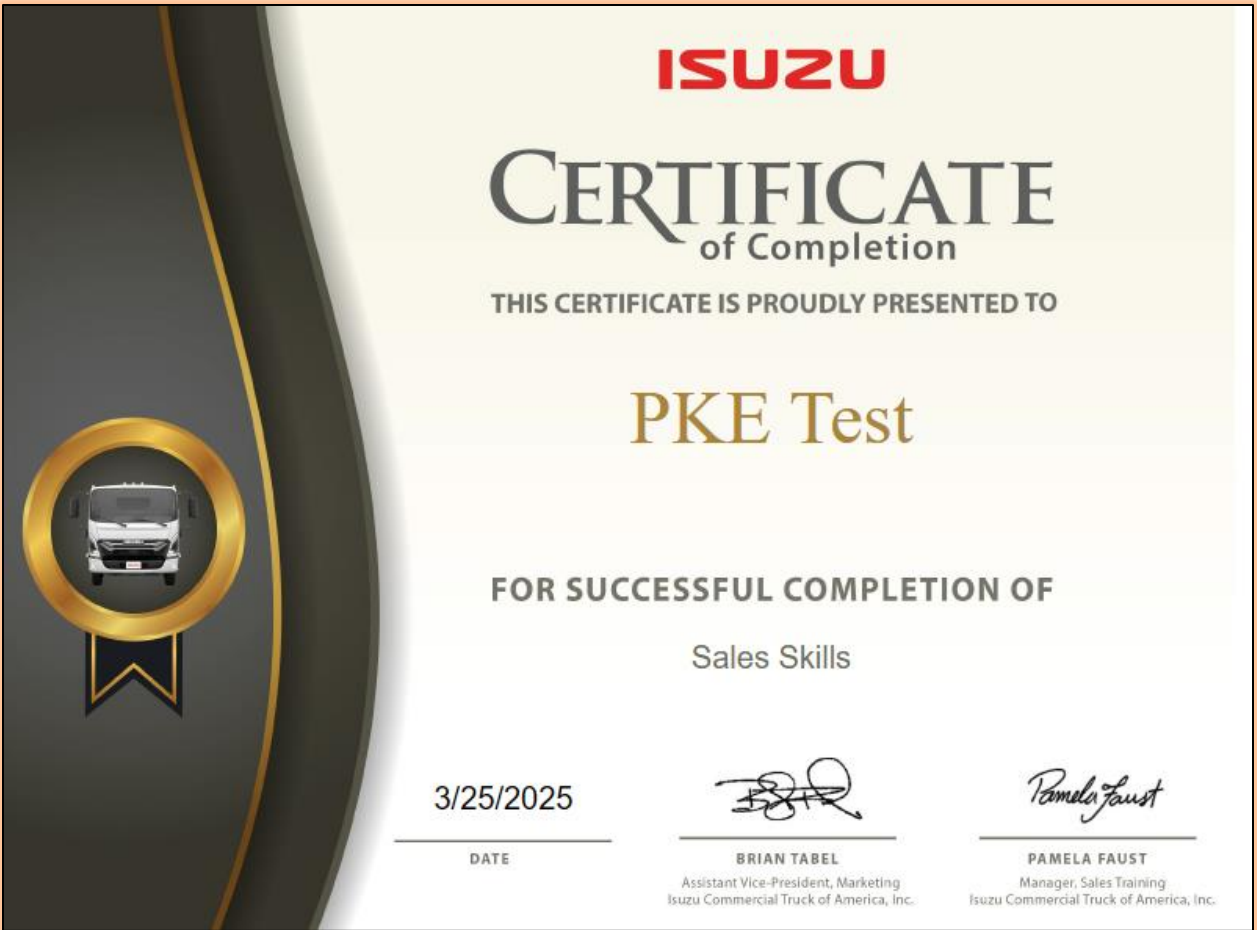 ISUZU
CERTIFICATE
of Completion
THIS CERTIFICATE IS PROUDLY PRESENTED TO
PKE Test
FOR SUCCESSFUL COMPLETION OF
Sales Skills
3/25/2025
Pamela Faust
DATE
BRIAN TABEL
PAMELA FAUST
Assistant Vice-President, Marketing
Manager, Sales Training
Isuzu Commercial Truck of America, Inc.
Isuzu Commercial Truck of America, Inc.